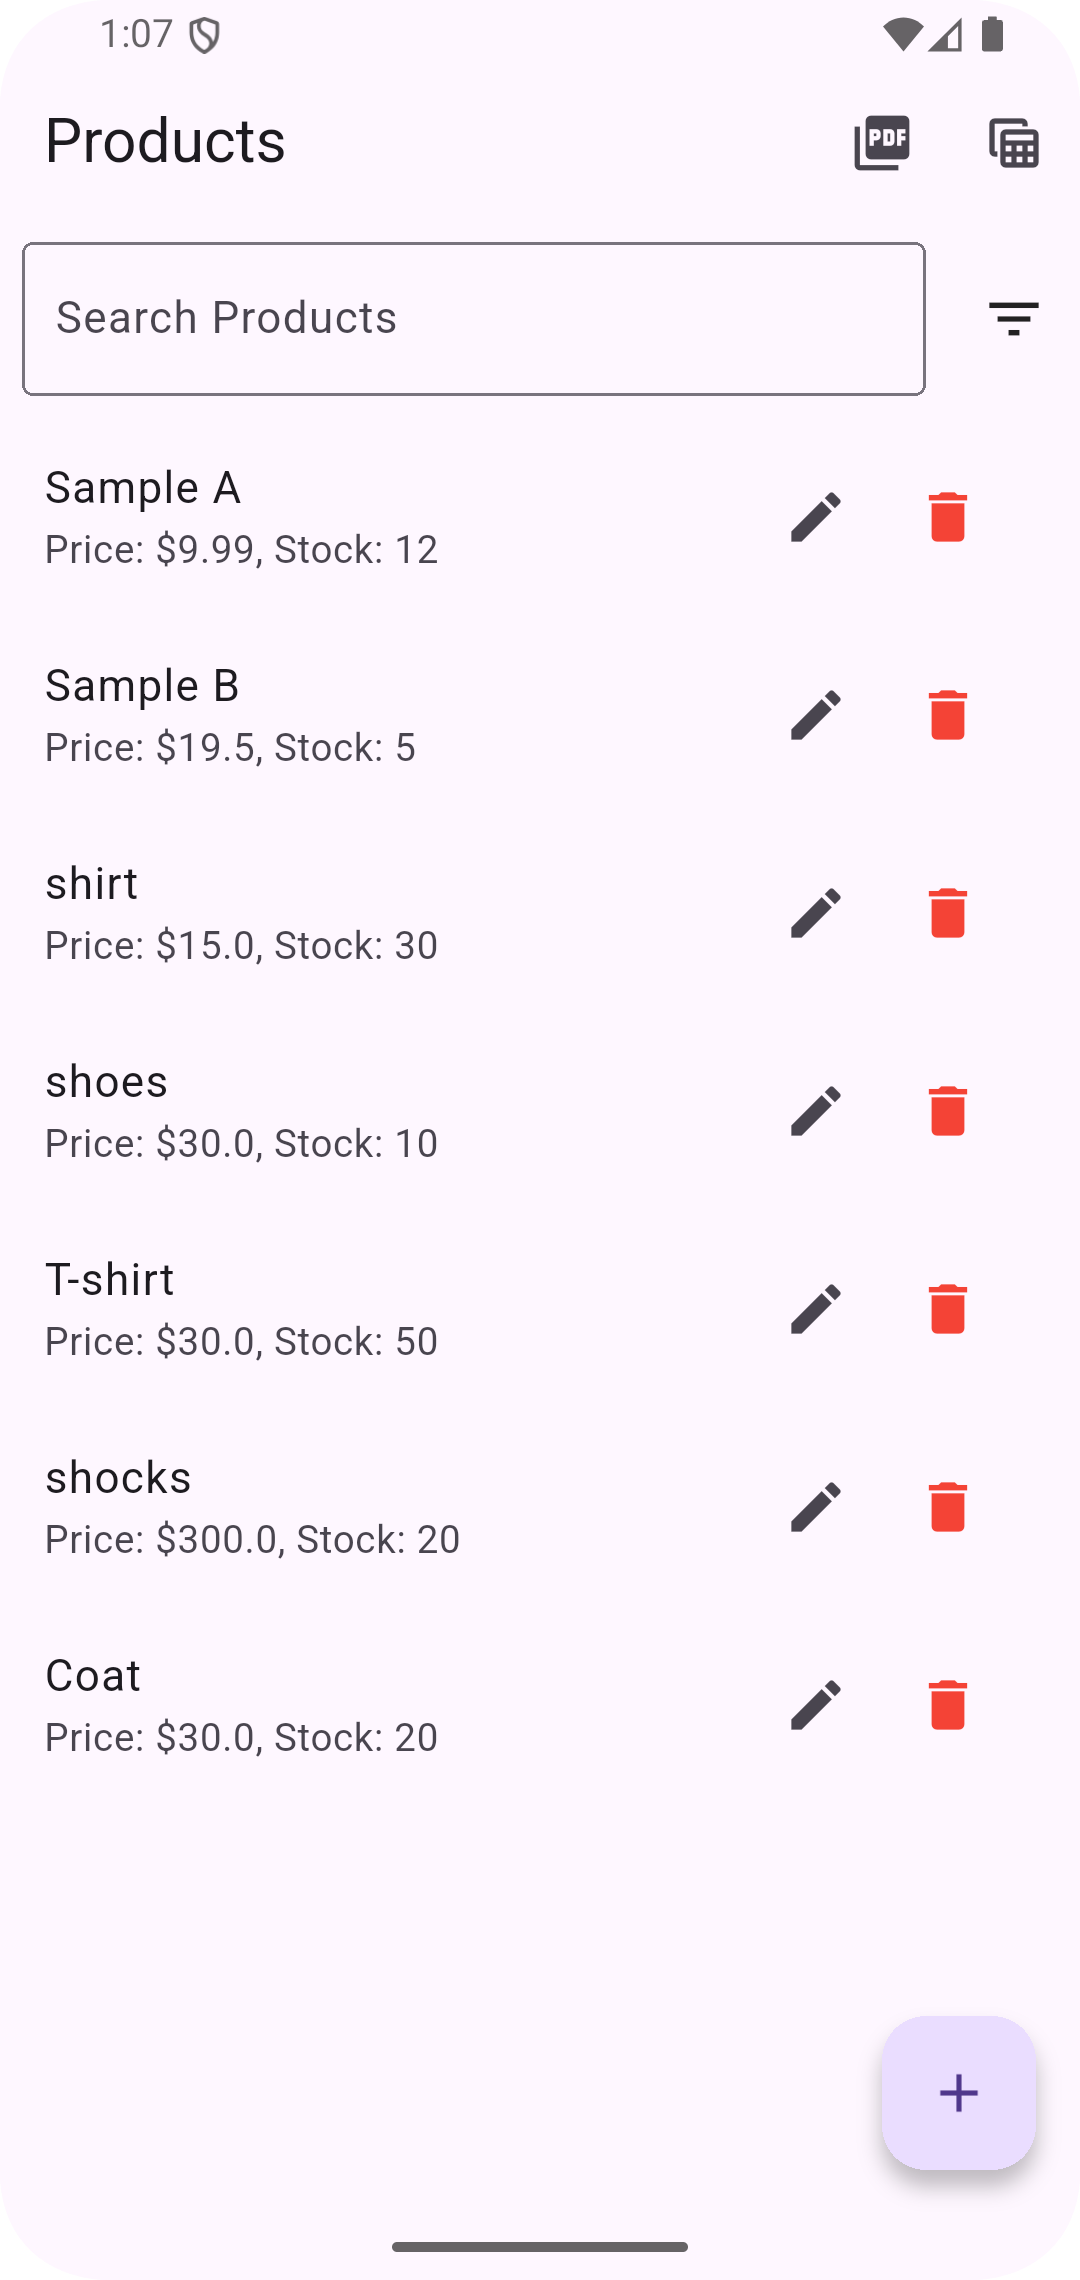 1:07
Products
PDF
Search Products
Sample A
Price: $9.99, Stock: 12
Sample B
Price: $19.5, Stock: 5
shirt
Price: $15.0, Stock: 30
shoes
Price: $30.0, Stock: 10
T-shirt
Price: $30.0, Stock: 50
shocks
Price: $300.0, Stock: 20
Coat
Price: $30.0, Stock: 20